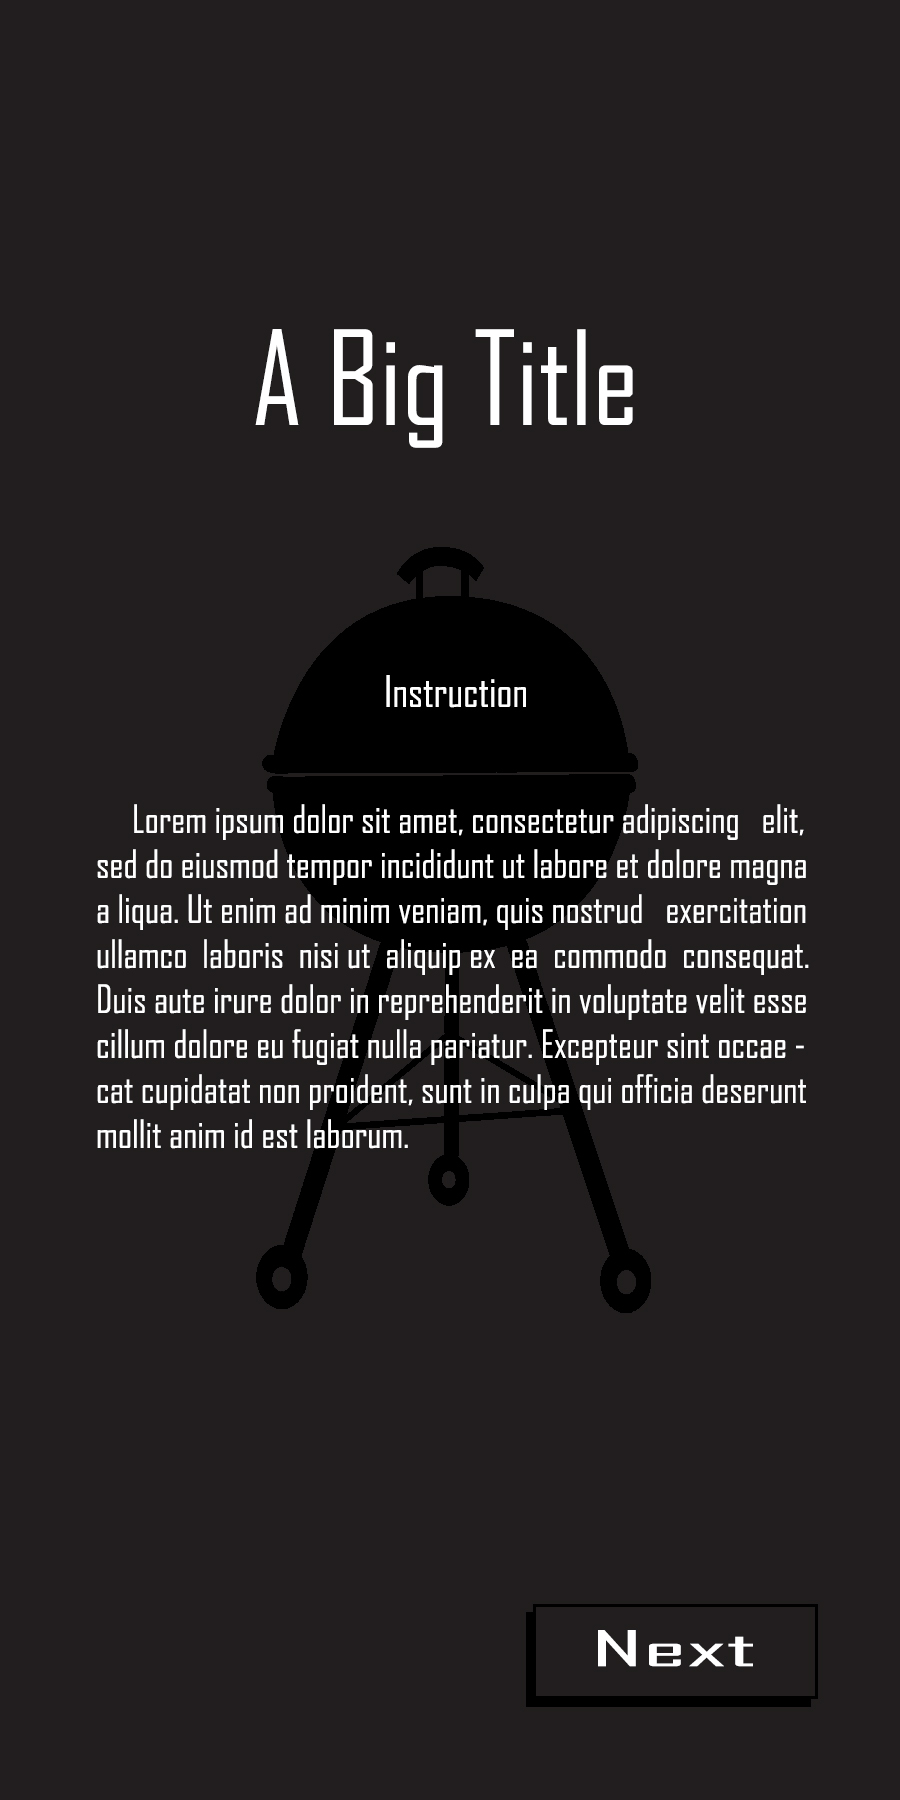 A Big Title
Instruction
Lorem ipsum dolor sit amet, consectetur adipiscing elit,
sed do eiusmod tempor incididunt ut labore et dolore magna
a liqua. Ut enim ad minim veniam, quis nostrud exercitation
ullamco laboris nisi ut aliquip ex ea commodo consequat.
Duis aute irure dolor in reprehenderit in voluptate velit esse
cillum dolore eu fugiat nulla pariatur. Excepteur sint occae -
cat cupidatat non proident, sunt in culpa qui officia deserunt
mollit anim id est laborum.
Next